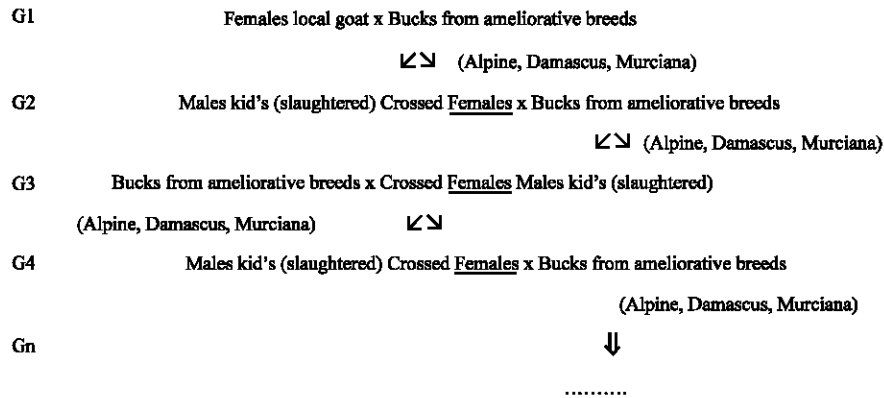 G1 Females local goat x Bucks from ameliorative breeds
(Alpine, Damascus, Murciana)
G2 Males kid's (slaughtered) Crossed Females x Bucks from ameliorative breeds
(Alpine, Damascus, Murciana)
G3 Bucks from ameliorative breeds x Crossed Females Males kid's (slaughtered)
(Alpine, Damascus, Murciana)
G4 Males kid's (slaughtered) Crossed Females x Bucks from ameliorative breeds
(Alpine, Damascus, Murciana)
Gn
..........